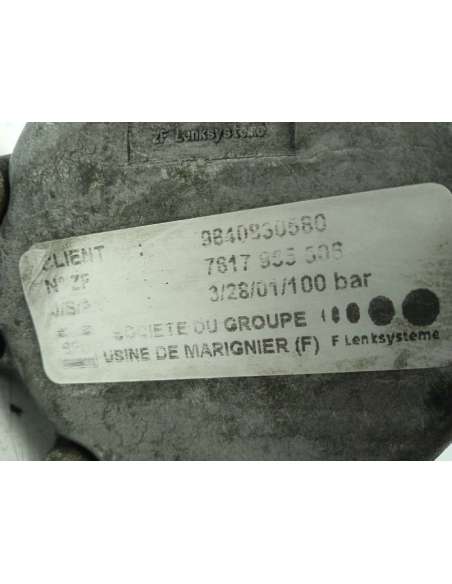 ZF Lenksysteme
CLIENT 9640830680
N° ZF 7617 955 506
J/S/P 3/28/01/100 bar
SOCIETE DU GROUPE
USINE DE MARIGNIER (F) F Lenksysteme